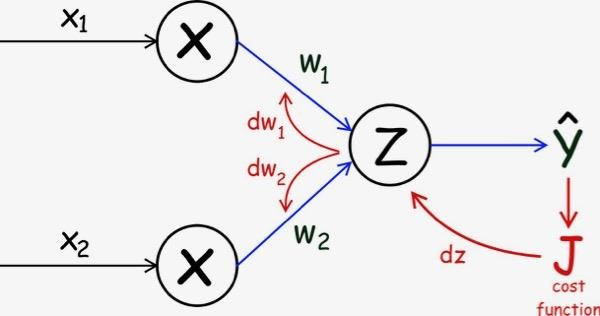 x₁
X
w₁
dw₁
Z
ŷ
dw₂
x₂
X
w₂
dz
J
cost
function